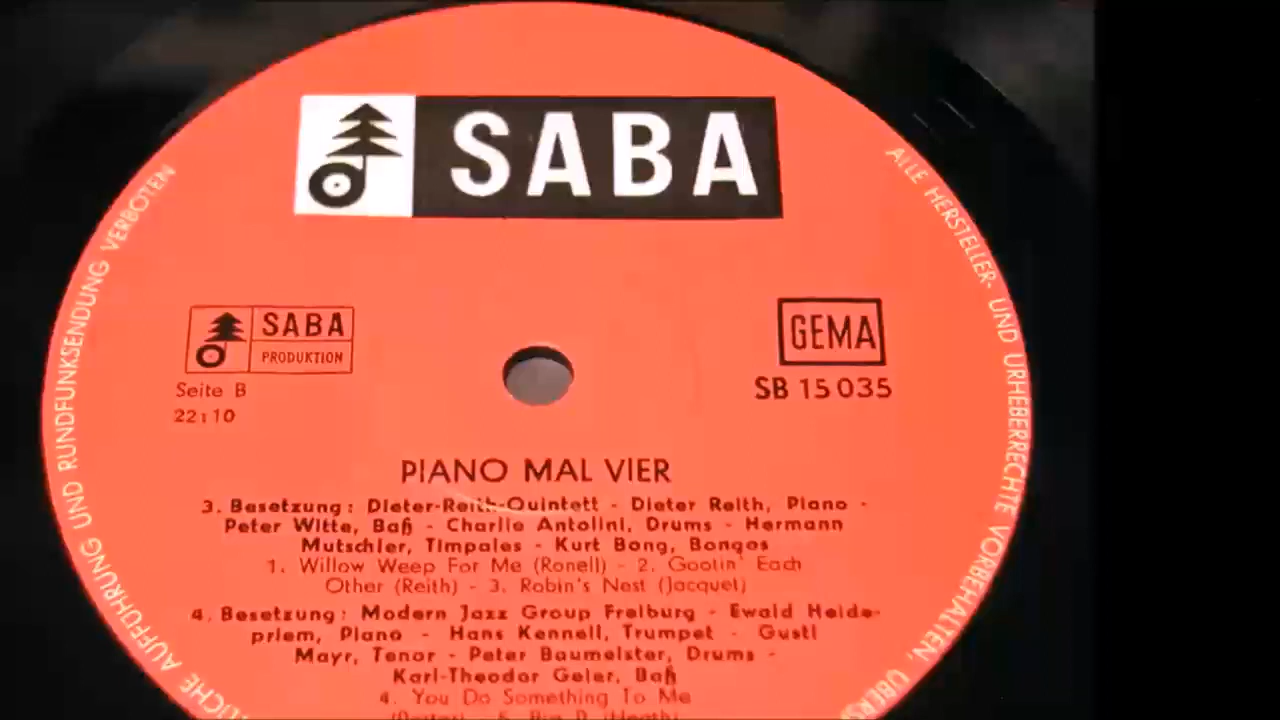 SABA
SABA
PRODUKTION
GEMA
Seite B
22:10
SB 15 035
PIANO MAL VIER
3. Besetzung: Dieter-Reith-Quintett - Dieter Reith, Piano -
Peter Witte, Baß - Charlie Antolini, Drums - Hermann
Mutschler, Timpales - Kurt Bong, Bongos
1. Willow Weep For Me (Ronell) - 2. Gootin' Each
Other (Reith) - 3. Robin's Nest (Jacquet)
4. Besetzung: Modern Jazz Group Freiburg - Ewald Heide-
priem, Piano - Hans Kennell, Trumpet - Gustl
Mayr, Tenor - Peter Baumeister, Drums -
Karl-Theodor Geier, Baß
4. You Do Something To Me
ALLE HERSTELLER- UND URHEBERRECHTE VORBEHALTEN,
AUFFÜHRUNG UND RUNDFUNKSENDUNG VERBOTEN